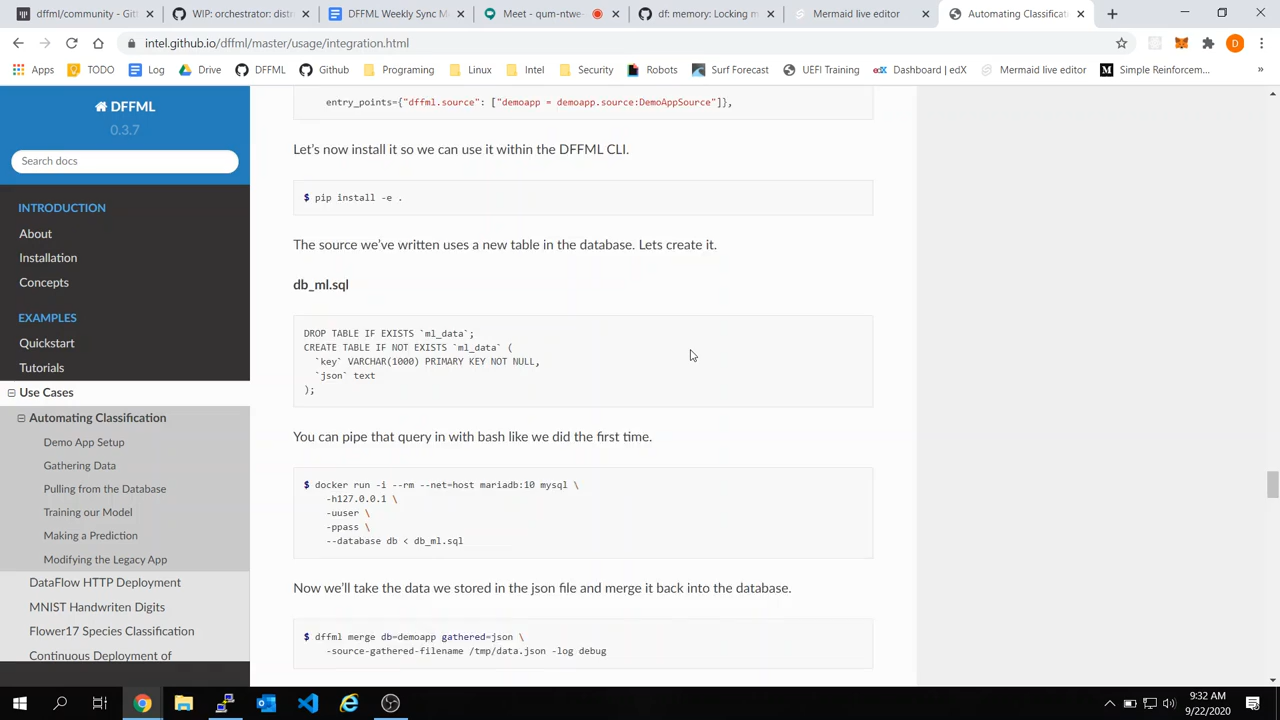 dffml/community - Gitt
WIP: orchestrator: distr
DFFML Weekly Sync M
Meet - qum-ntwe-
df: memory: Locking m
Mermaid live editor
Automating Classificati
intel.github.io/dffml/master/usage/integration.html
D
Apps
TODO
Log
Drive
DFFML
Github
Programing
Linux
Intel
Security
Robots
Surf Forecast
UEFI Training
Dashboard | edX
Mermaid live editor
Simple Reinforcem...
»
DFFML
0.3.7
Search docs
INTRODUCTION
About
Installation
Concepts
EXAMPLES
Quickstart
Tutorials
Use Cases
Automating Classification
Demo App Setup
Gathering Data
Pulling from the Database
Training our Model
Making a Prediction
Modifying the Legacy App
DataFlow HTTP Deployment
MNIST Handwriten Digits
Flower17 Species Classification
Continuous Deployment of
entry_points={"dffml.source": ["demoapp = demoapp.source:DemoAppSource"]},
Let's now install it so we can use it within the DFFML CLI.
$ pip install -e .
The source we've written uses a new table in the database. Lets create it.
db_ml.sql
DROP TABLE IF EXISTS `ml_data`;
CREATE TABLE IF NOT EXISTS `ml_data` (
`key` VARCHAR(1000) PRIMARY KEY NOT NULL,
`json` text
);
You can pipe that query in with bash like we did the first time.
$ docker run -i --rm --net=host mariadb:10 mysql \
-h127.0.0.1 \
-uuser \
-ppass \
--database db < db_ml.sql
Now we'll take the data we stored in the json file and merge it back into the database.
$ dffml merge db=demoapp gathered=json \
-source-gathered-filename /tmp/data.json -log debug
9:32 AM
9/22/2020